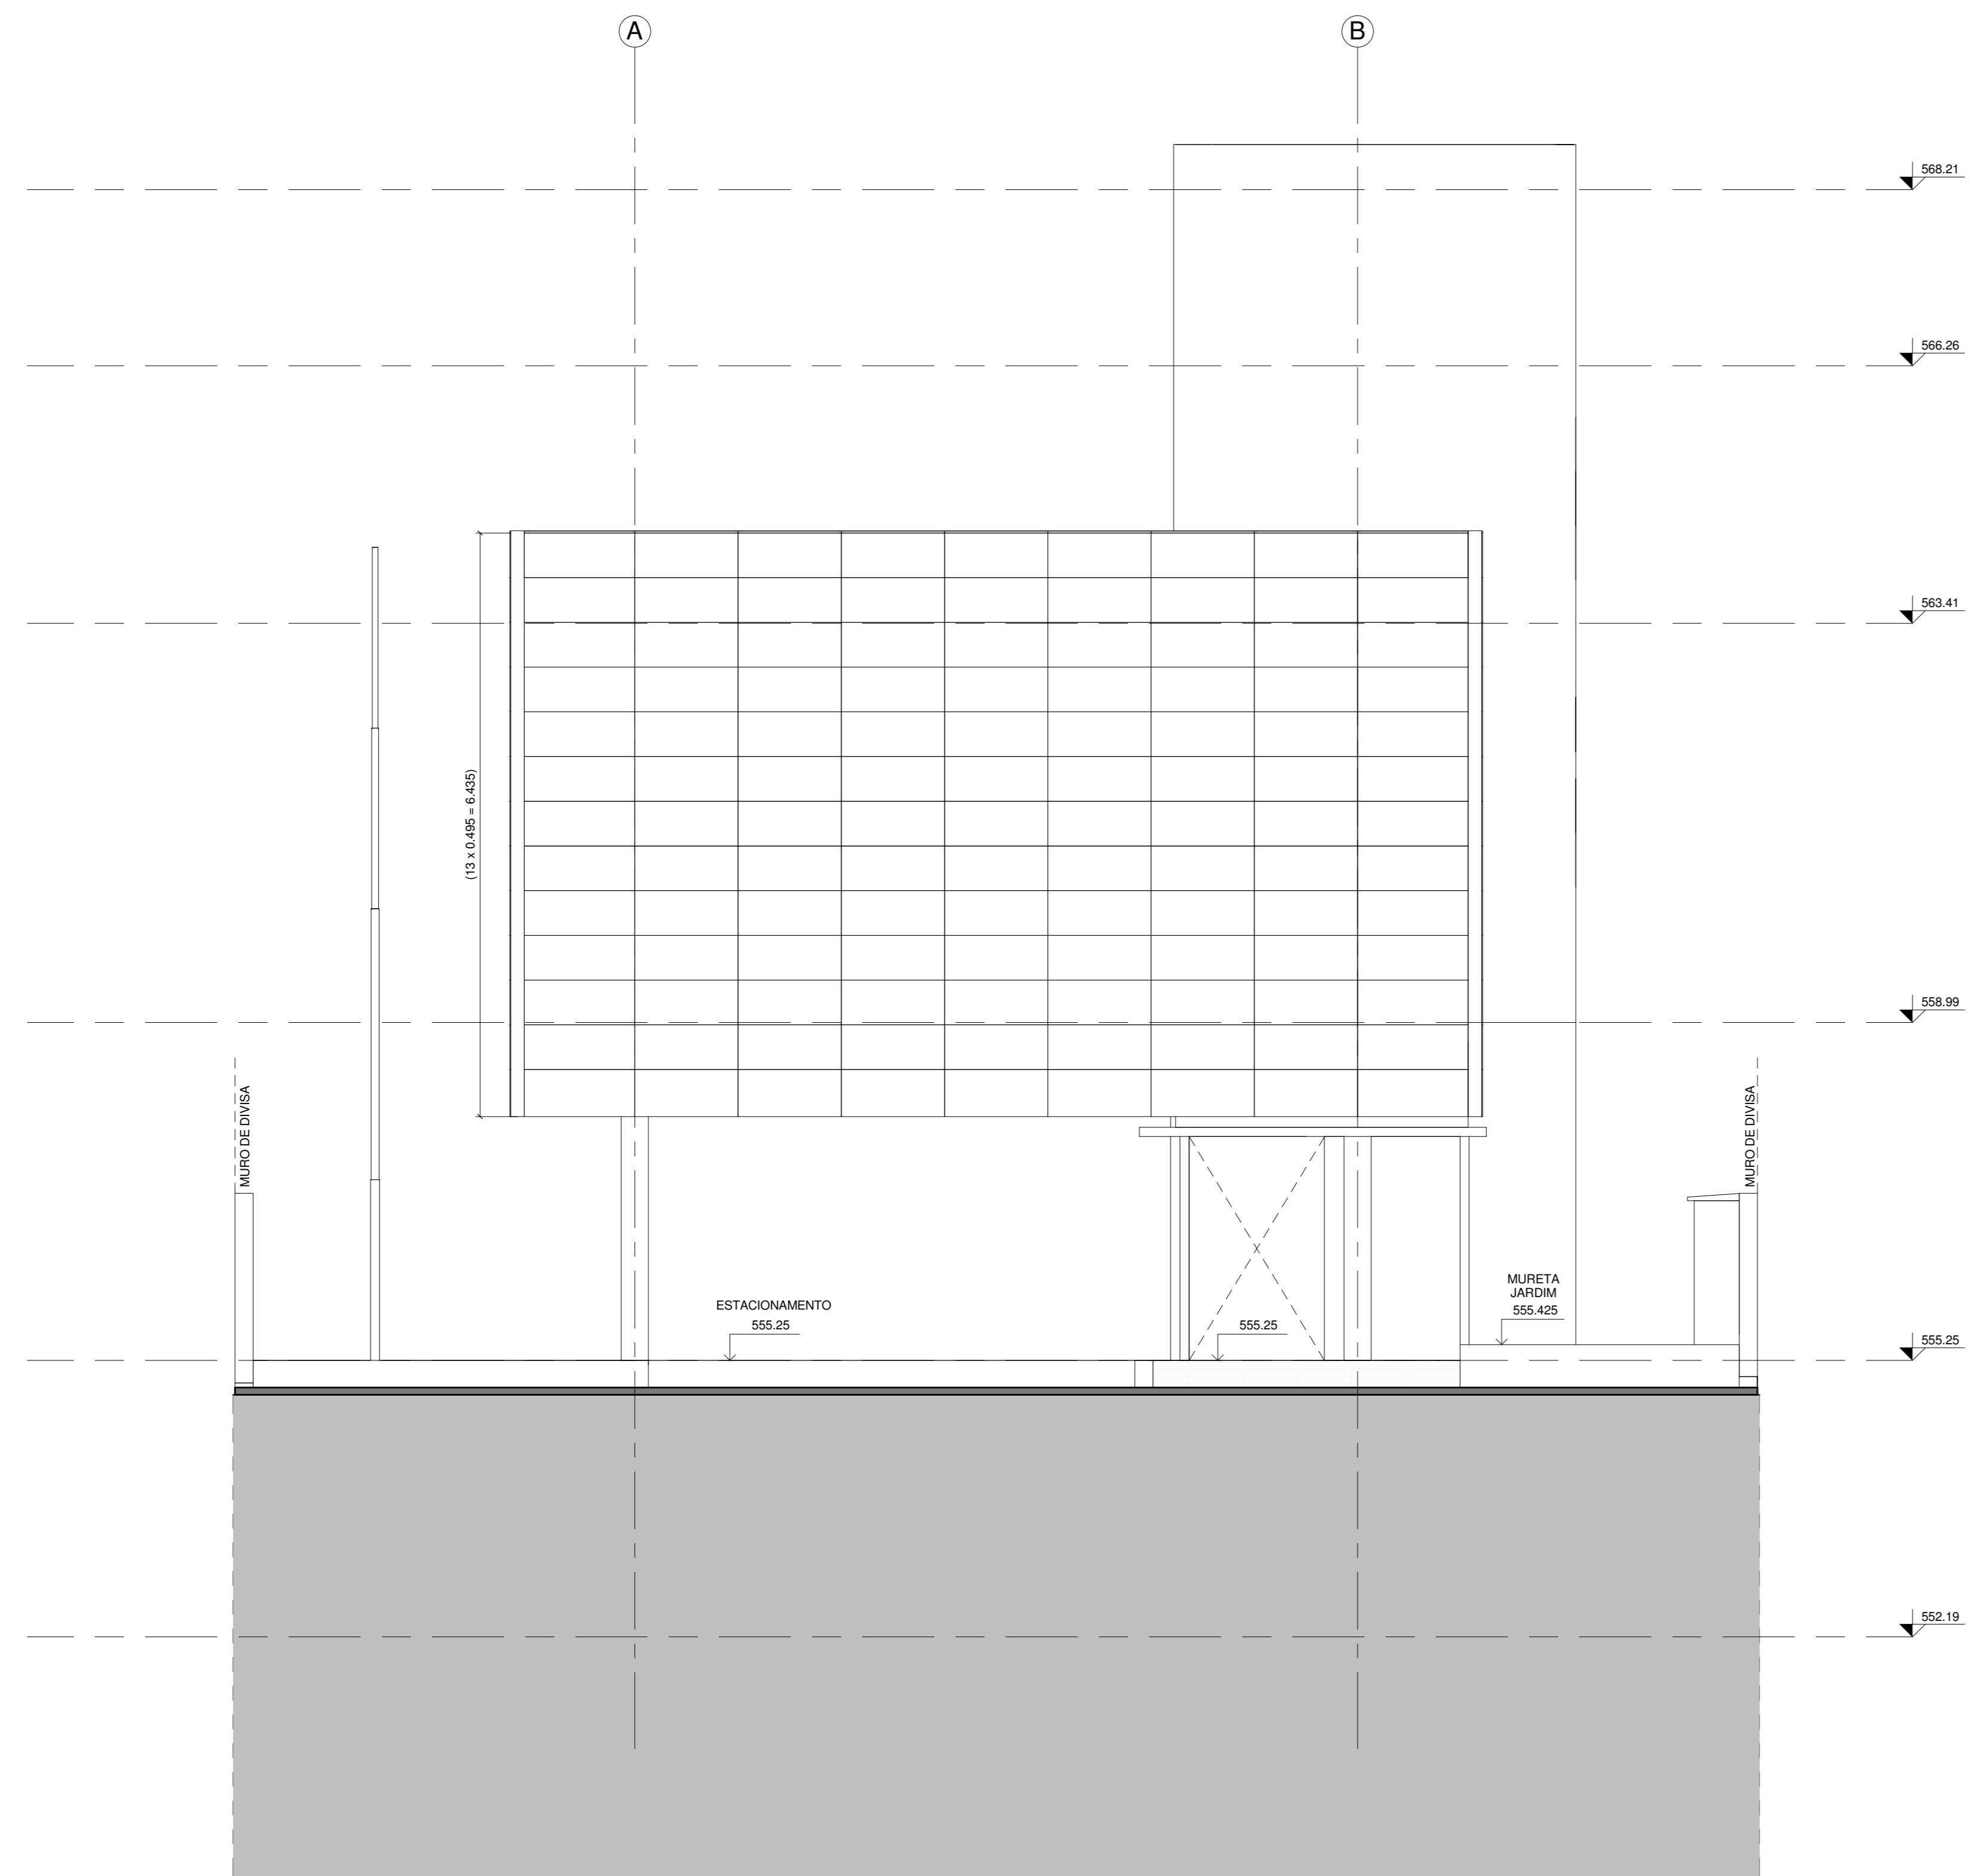 A
B
568.21
566.26
563.41
(13 x 0.495 = 6.435)
558.99
MURO DE DIVISA
MURO DE DIVISA
MURETA
JARDIM
555.425
ESTACIONAMENTO
555.25
555.25
555.25
552.19